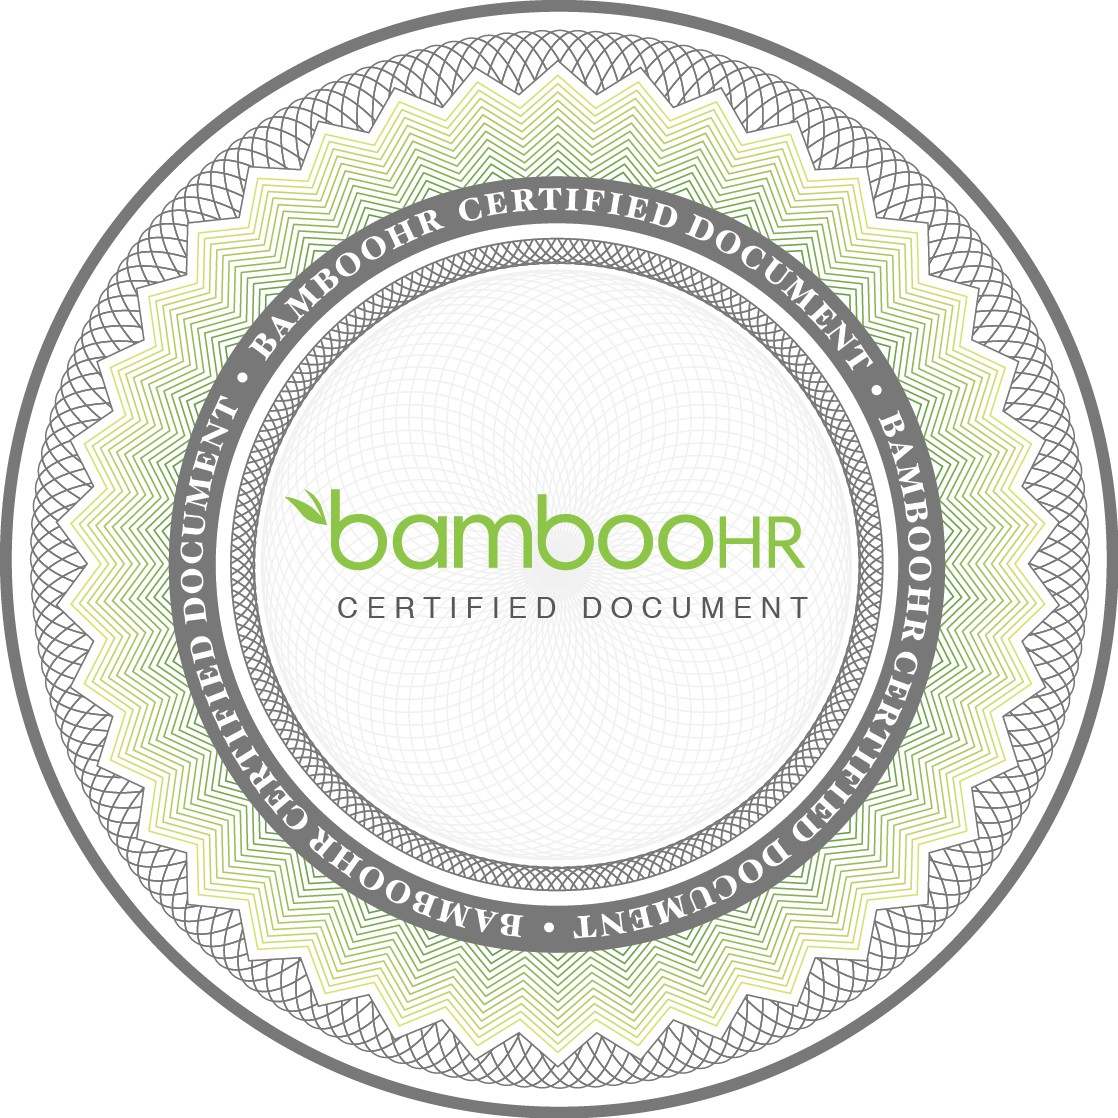 BAMBOOHR CERTIFIED DOCUMENT • BAMBOOHR CERTIFIED DOCUMENT • BAMBOOHR CERTIFIED DOCUMENT •
bambooHR
CERTIFIED DOCUMENT